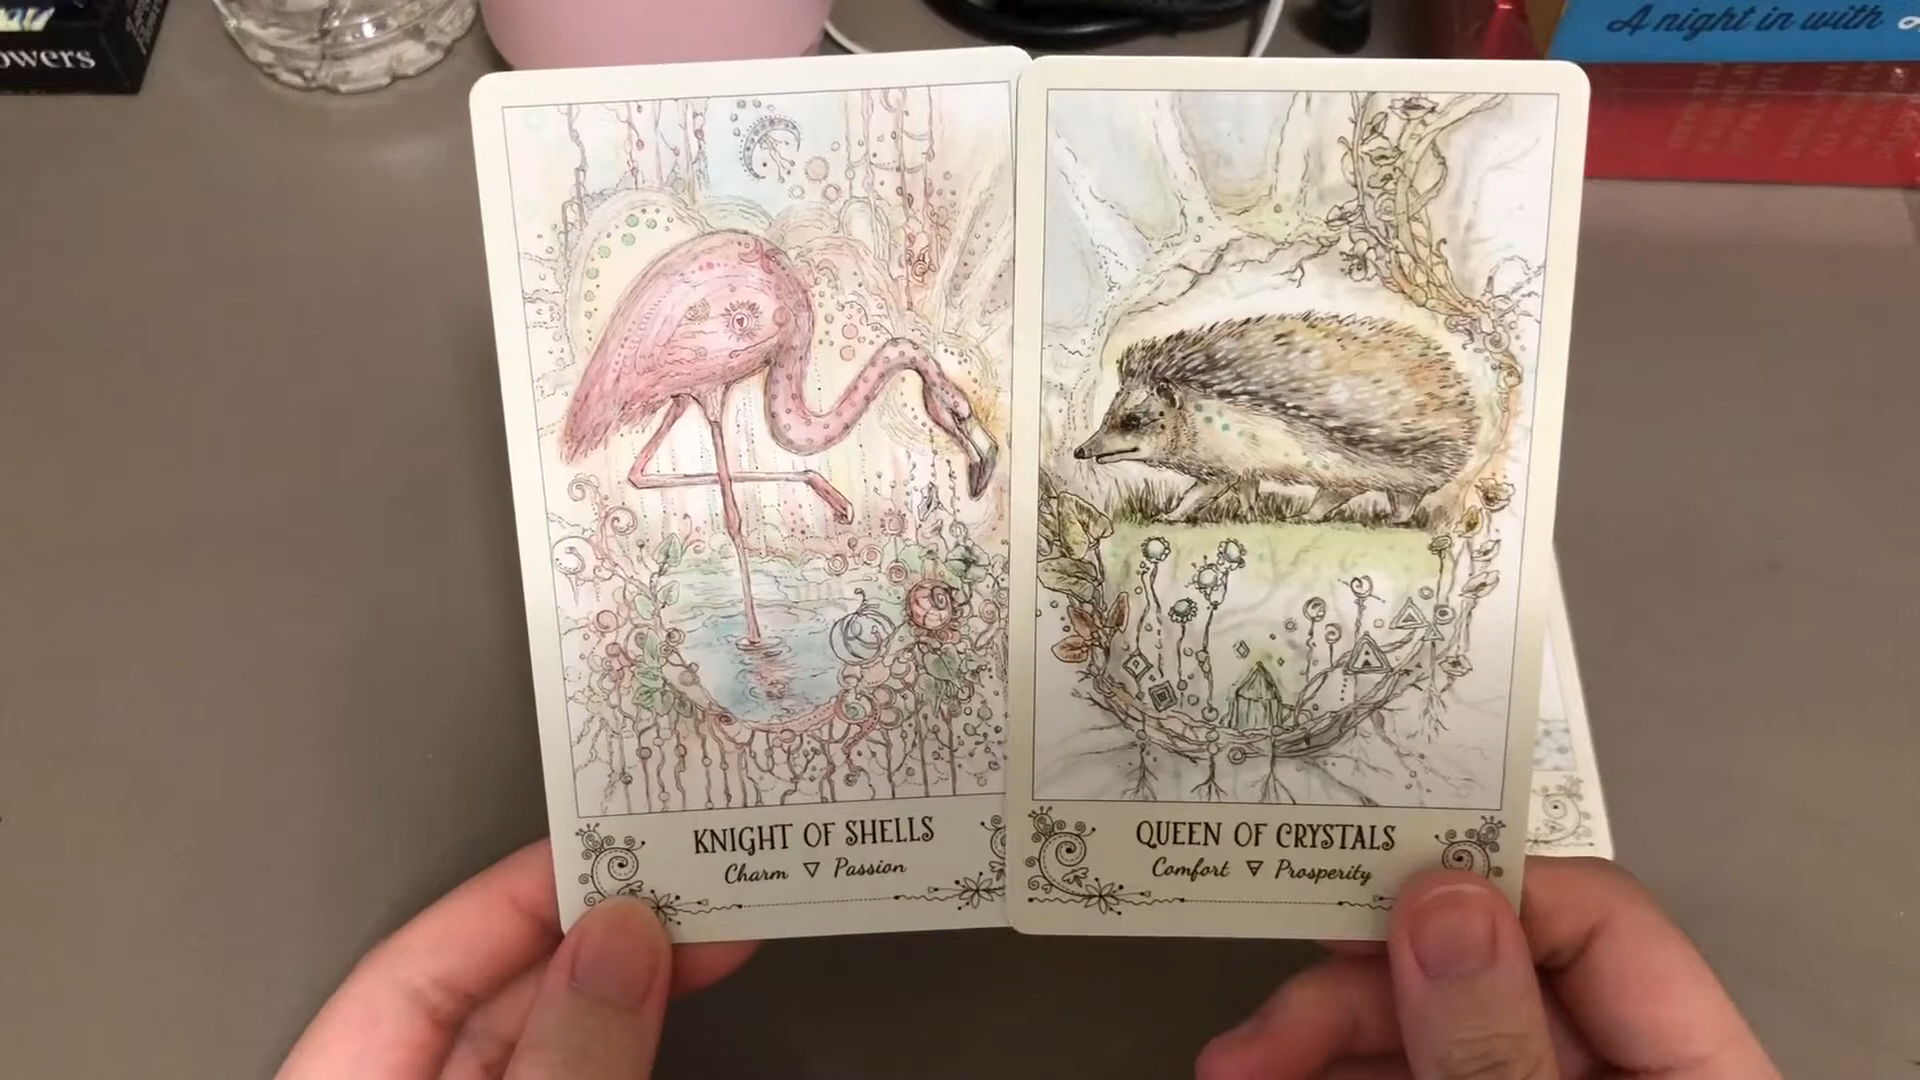 owers
A night in with
KNIGHT OF SHELLS
Charm ▽ Passion
QUEEN OF CRYSTALS
Comfort ▽ Prosperity